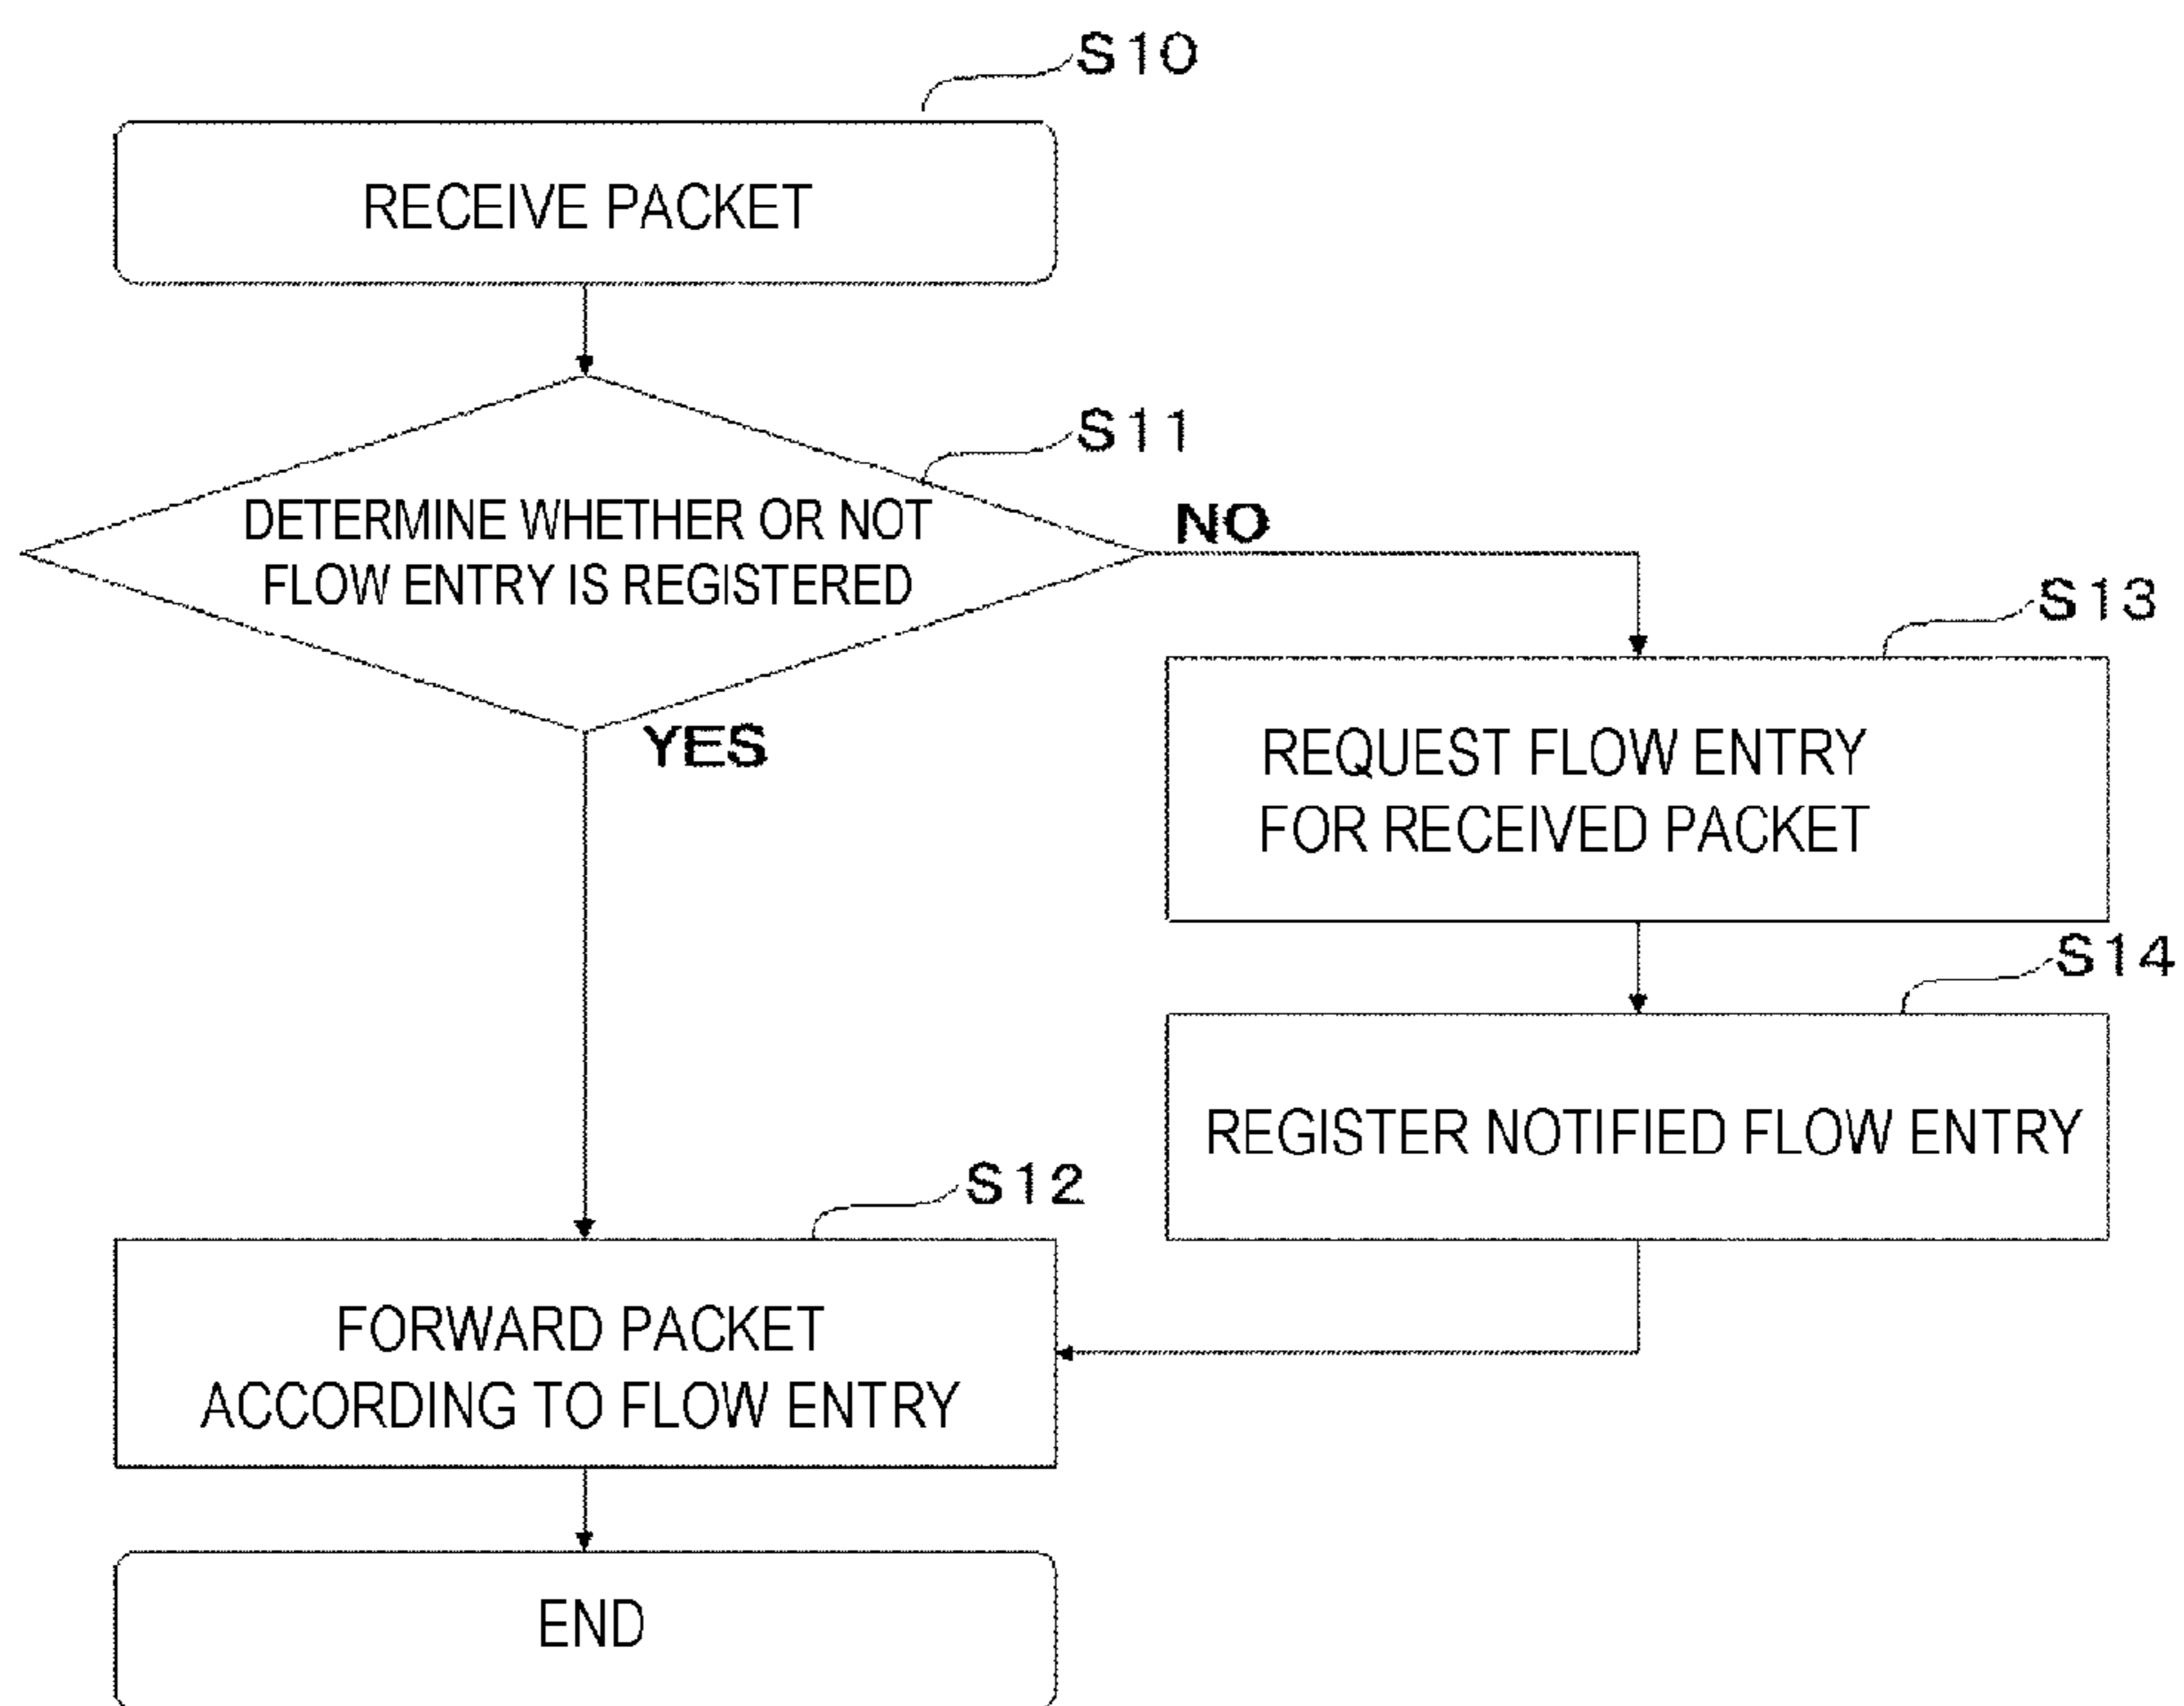 S10
RECEIVE PACKET
S11
DETERMINE WHETHER OR NOT
FLOW ENTRY IS REGISTERED
NO
YES
S13
REQUEST FLOW ENTRY
FOR RECEIVED PACKET
S14
REGISTER NOTIFIED FLOW ENTRY
S12
FORWARD PACKET
ACCORDING TO FLOW ENTRY
END